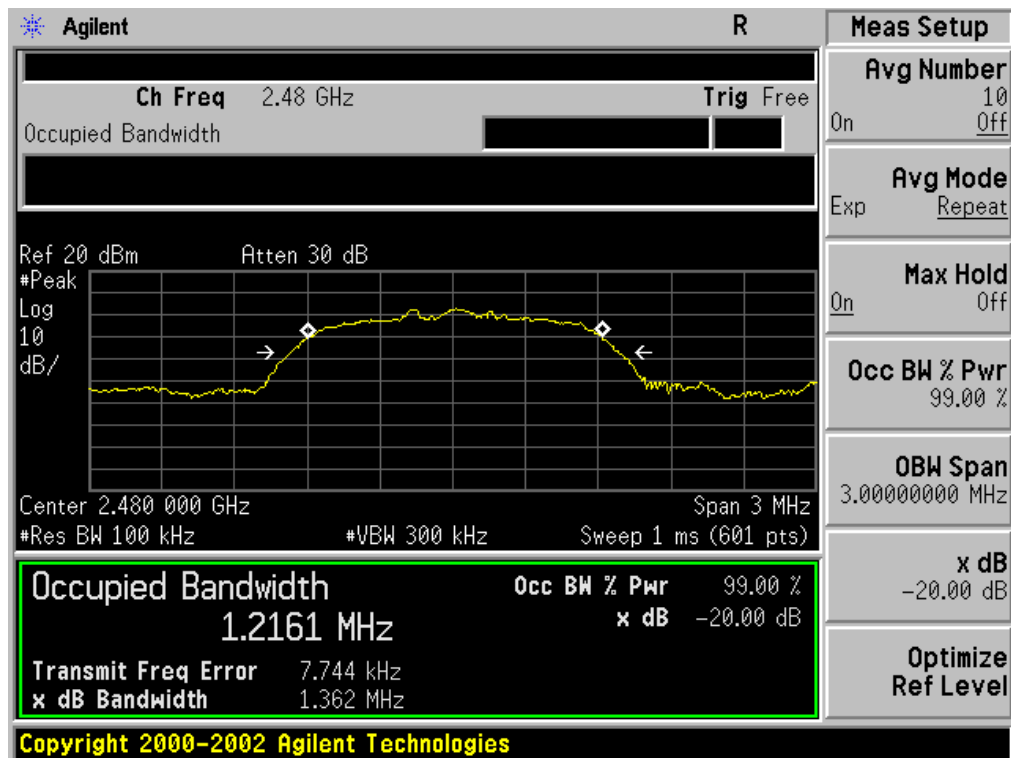 Agilent R Meas Setup
Ch Freq 2.48 GHz Trig Free
Occupied Bandwidth
Ref 20 dBm Atten 30 dB
#Peak
Log
10
dB/
Center 2.480 000 GHz Span 3 MHz
#Res BW 100 kHz #VBW 300 kHz Sweep 1 ms (601 pts)
Occupied Bandwidth Occ BW % Pwr 99.00 %
1.2161 MHz x dB -20.00 dB
Transmit Freq Error 7.744 kHz
x dB Bandwidth 1.362 MHz
Avg Number
10
On Off
Avg Mode
Exp Repeat
Max Hold
On Off
Occ BW % Pwr
99.00 %
OBW Span
3.00000000 MHz
x dB
-20.00 dB
Optimize
Ref Level
Copyright 2000-2002 Agilent Technologies